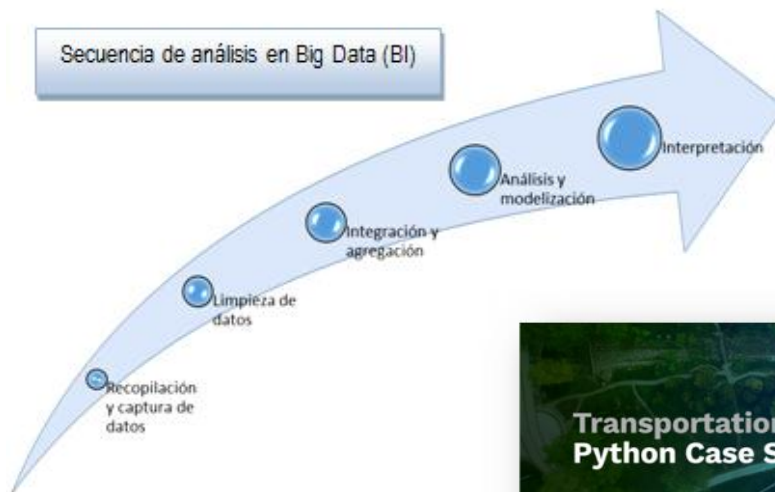 Secuencia de análisis en Big Data (BI)
Interpretación
Análisis y
modelización
Integración y
agregación
Limpieza de
datos
Recopilación
y captura de
datos
Transportation
Python Case S